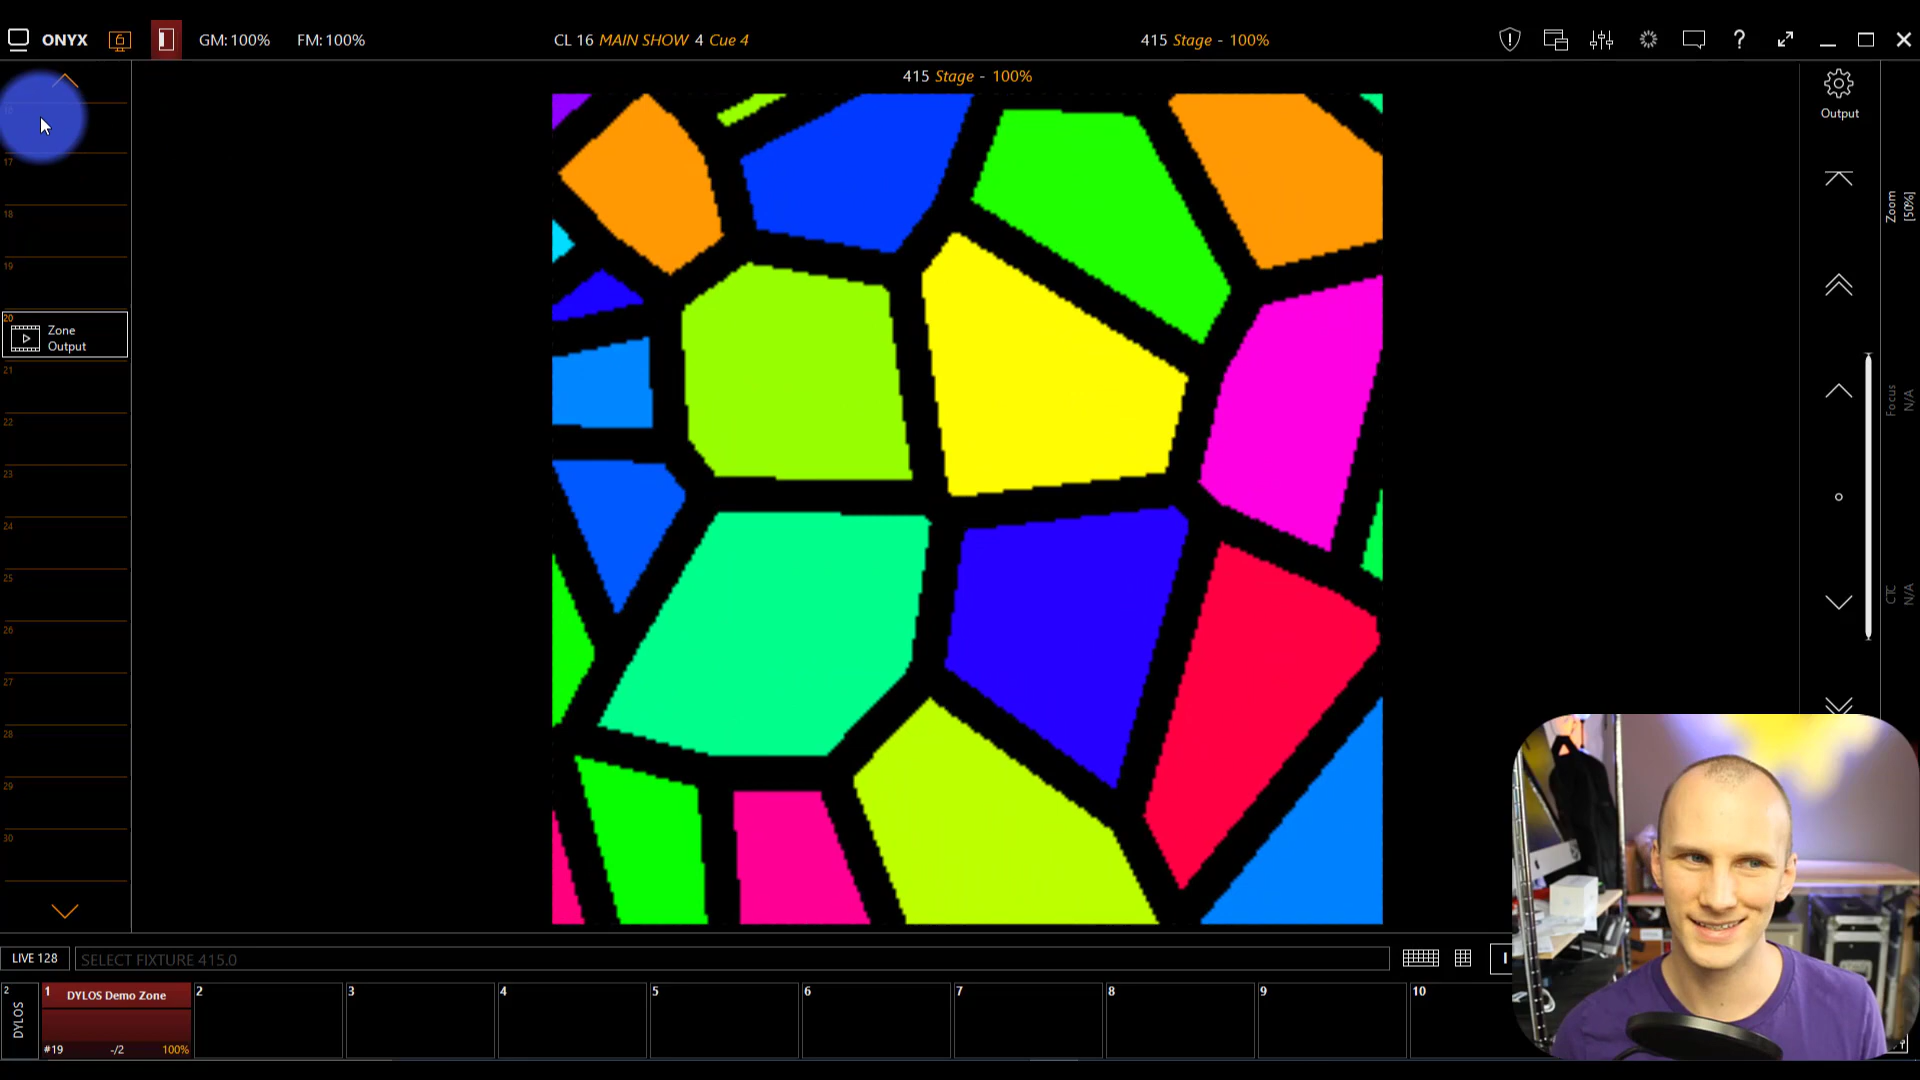 ONYX
6
GM: 100%
FM: 100%
CL 16 MAIN SHOW 4 Cue 4
415 Stage - 100%
415 Stage - 100%
Output
Zoom
[50%]
Focus
N/A
CTC
N/A
16
17
18
19
20
Zone
Output
21
22
23
24
25
26
27
28
29
30
LIVE 128
SELECT FIXTURE 415.0
2
DYLOS
1
DYLOS Demo Zone
#19
-/2
100%
2
3
4
5
6
7
8
9
10